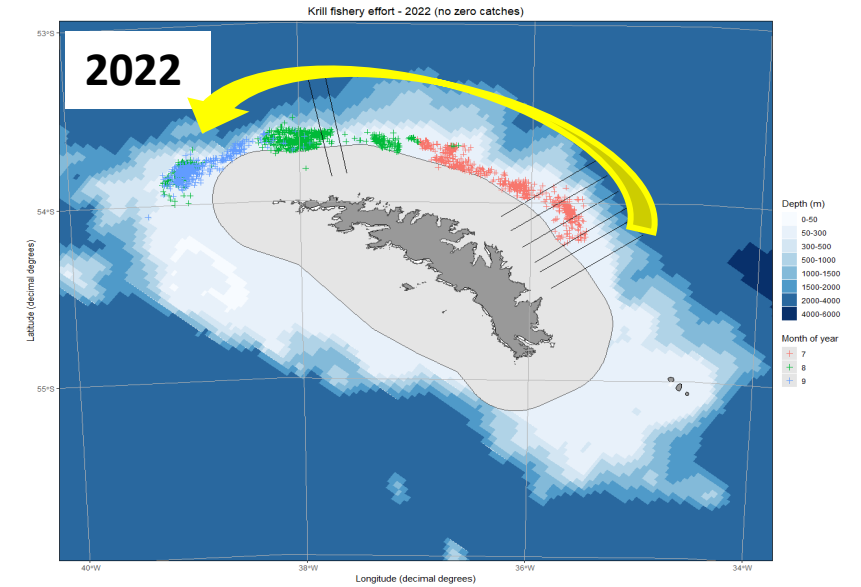 Krill fishery effort - 2022 (no zero catches)
2022
53°S
54°S
55°S
Latitude (decimal degrees)
40°W
38°W
36°W
34°W
Longitude (decimal degrees)
Depth (m)
0-50
50-300
300-500
500-1000
1000-1500
1500-2000
2000-4000
4000-6000
Month of year
7
8
9